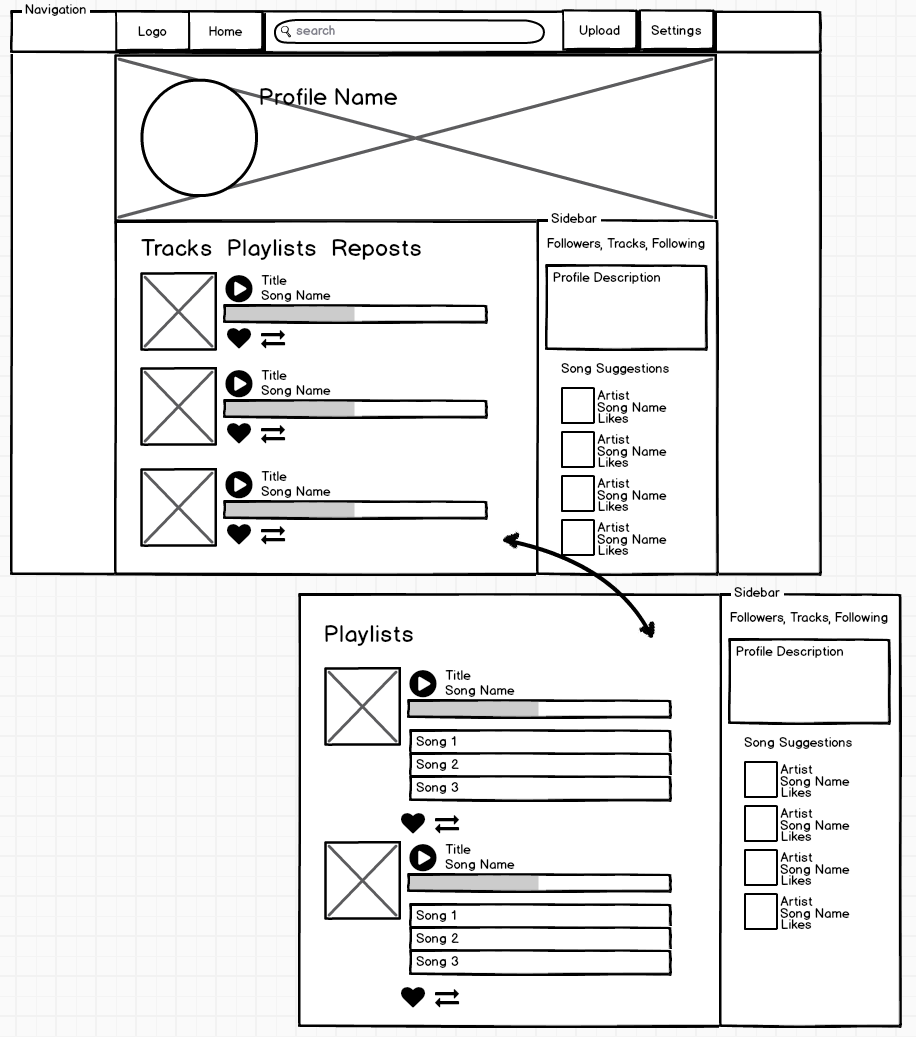 Navigation
Logo
Home
search
Upload
Settings
Profile Name
Tracks Playlists Reposts
Title
Song Name
Title
Song Name
Title
Song Name
Sidebar
Followers, Tracks, Following
Profile Description
Song Suggestions
Artist
Song Name
Likes
Artist
Song Name
Likes
Artist
Song Name
Likes
Artist
Song Name
Likes
Playlists
Title
Song Name
Song 1
Song 2
Song 3
Title
Song Name
Song 1
Song 2
Song 3
Sidebar
Followers, Tracks, Following
Profile Description
Song Suggestions
Artist
Song Name
Likes
Artist
Song Name
Likes
Artist
Song Name
Likes
Artist
Song Name
Likes